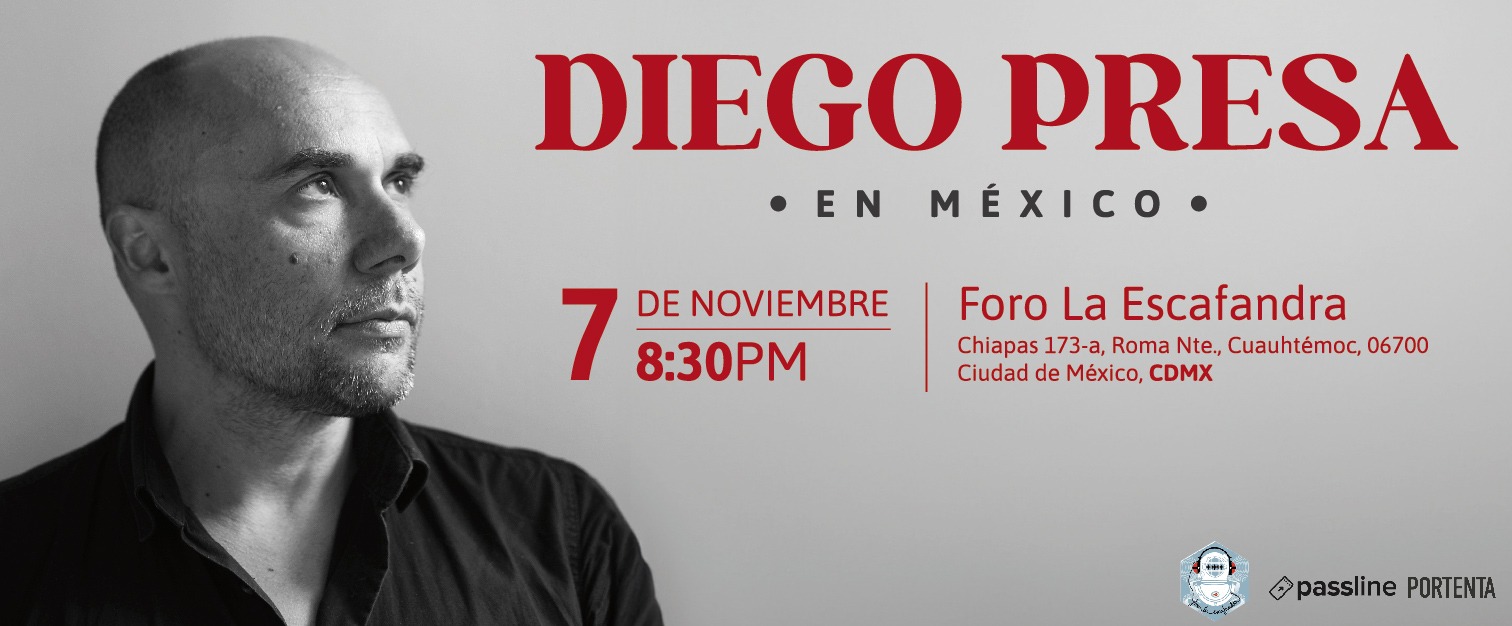 DIEGO PRESA
• EN MÉXICO •
7 DE NOVIEMBRE
8:30PM
Foro La Escafandra
Chiapas 173-a, Roma Nte., Cuauhtémoc, 06700
Ciudad de México, CDMX
passline PORTENTA